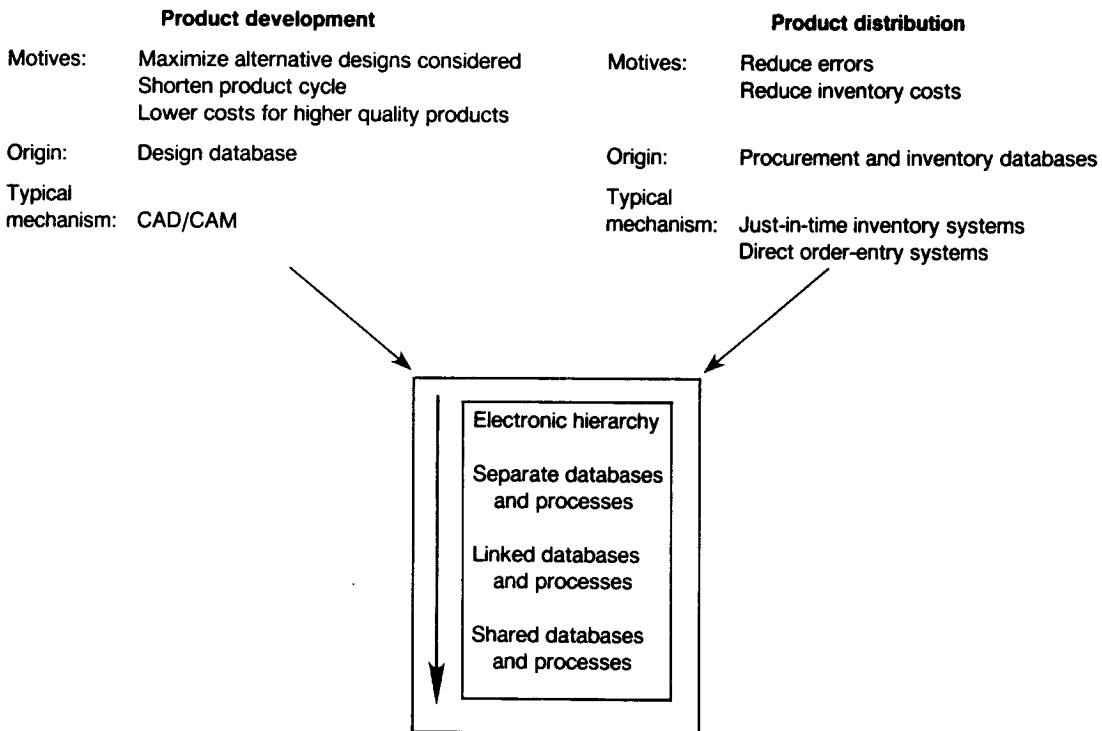 Product development
Motives: Maximize alternative designs considered
Shorten product cycle
Lower costs for higher quality products
Origin: Design database
Typical
mechanism: CAD/CAM
Product distribution
Motives: Reduce errors
Reduce inventory costs
Origin: Procurement and inventory databases
Typical
mechanism: Just-in-time inventory systems
Direct order-entry systems
Electronic hierarchy
Separate databases
and processes
Linked databases
and processes
Shared databases
and processes